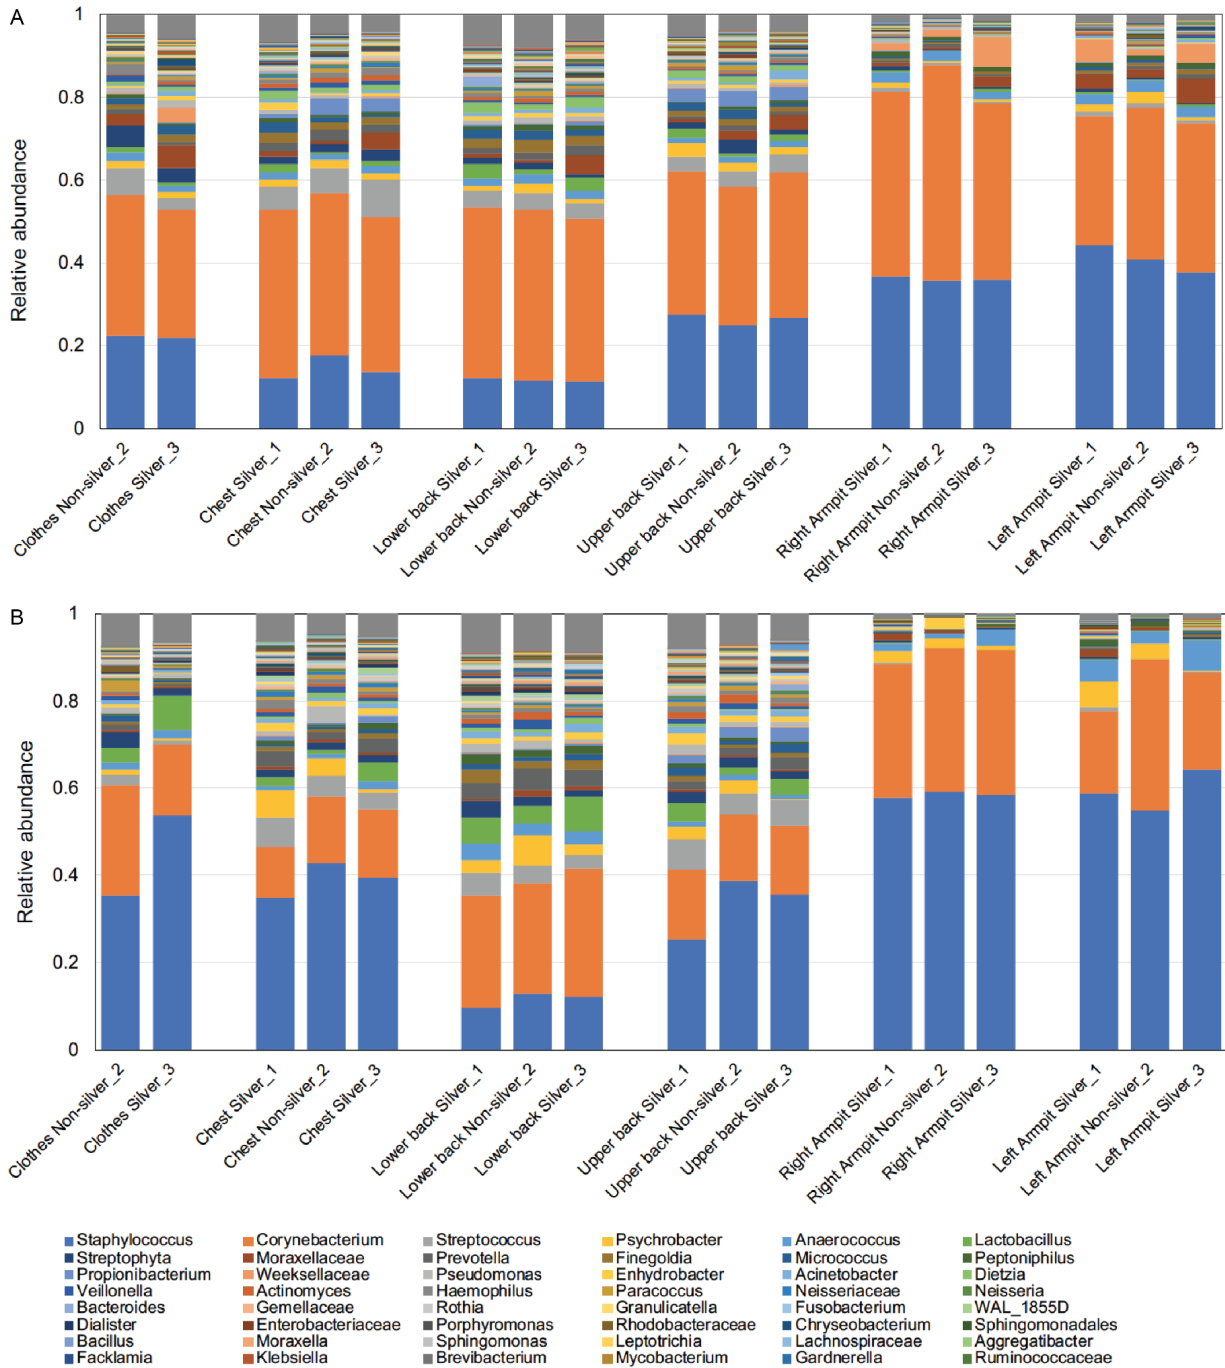 A
Relative abundance
1
0.8
0.6
0.4
0.2
0
Clothes Non-silver_2
Clothes Silver_3
Chest Silver_1
Chest Non-silver_2
Chest Silver_3
Lower back Silver_1
Lower back Non-silver_2
Lower back Silver_3
Upper back Silver_1
Upper back Non-silver_2
Upper back Silver_3
Right Armpit Silver_1
Right Armpit Non-silver_2
Right Armpit Silver_3
Left Armpit Silver_1
Left Armpit Non-silver_2
Left Armpit Silver_3
B
Relative abundance
1
0.8
0.6
0.4
0.2
0
Clothes Non-silver_2
Clothes Silver_3
Chest Silver_1
Chest Non-silver_2
Chest Silver_3
Lower back Silver_1
Lower back Non-silver_2
Lower back Silver_3
Upper back Silver_1
Upper back Non-silver_2
Upper back Silver_3
Right Armpit Silver_1
Right Armpit Non-silver_2
Right Armpit Silver_3
Left Armpit Silver_1
Left Armpit Non-silver_2
Left Armpit Silver_3
Staphylococcus Corynebacterium Streptococcus Psychrobacter Anaerococcus Lactobacillus
Streptophyta Moraxellaceae Prevotella Finegoldia Micrococcus Peptoniphilus
Propionibacterium Weeksellaceae Pseudomonas Enhydrobacter Acinetobacter Dietzia
Veillonella Actinomyces Haemophilus Paracoccus Neisseriaceae Neisseria
Bacteroides Gemellaceae Rothia Granulicatella Fusobacterium WAL_1855D
Dialister Enterobacteriaceae Porphyromonas Rhodobacteraceae Chryseobacterium Sphingomonadales
Bacillus Moraxella Sphingomonas Leptotrichia Lachnospiraceae Aggregatibacter
Facklamia Klebsiella Brevibacterium Mycobacterium Gardnerella Ruminococcaceae